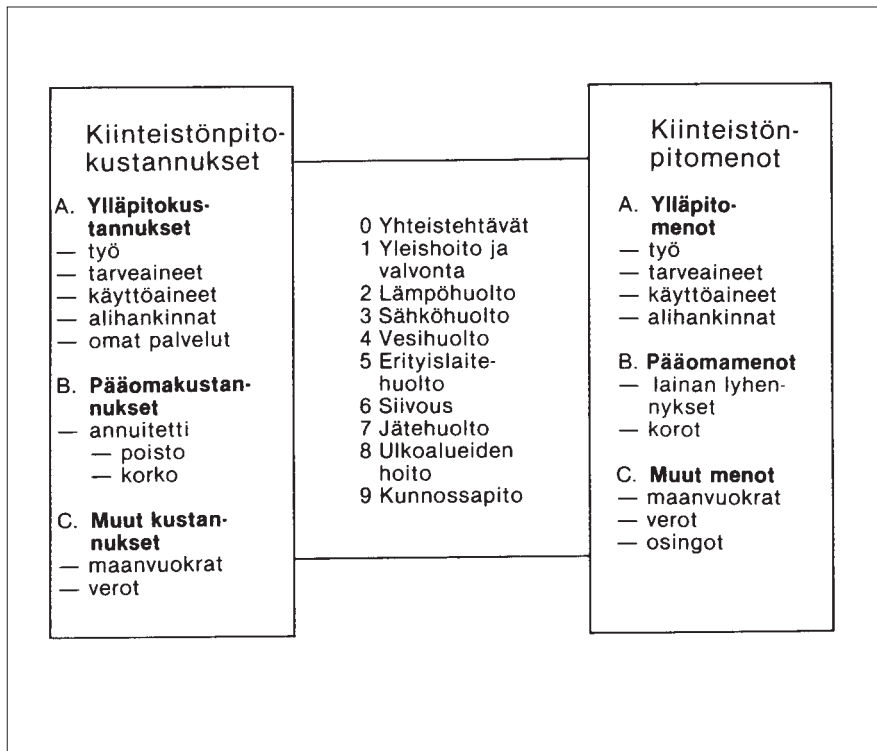 Kiinteistönpito-
kustannukset
A. Ylläpitokus-
tannukset
— työ
— tarveaineet
— käyttöaineet
— alihankinnat
— omat palvelut
B. Pääomakustan-
nukset
— annuitetti
— poisto
— korko
C. Muut kustan-
nukset
— maanvuokrat
— verot
0 Yhteistehtävät
1 Yleishoito ja
valvonta
2 Lämpöhuolto
3 Sähköhuolto
4 Vesihuolto
5 Erityislaite-
huolto
6 Siivous
7 Jätehuolto
8 Ulkoalueiden
hoito
9 Kunnossapito
Kiinteistön-
pitomenot
A. Ylläpito-
menot
— työ
— tarveaineet
— käyttöaineet
— alihankinnat
B. Pääomamenot
— lainan lyhen-
nykset
— korot
C. Muut menot
— maanvuokrat
— verot
— osingot